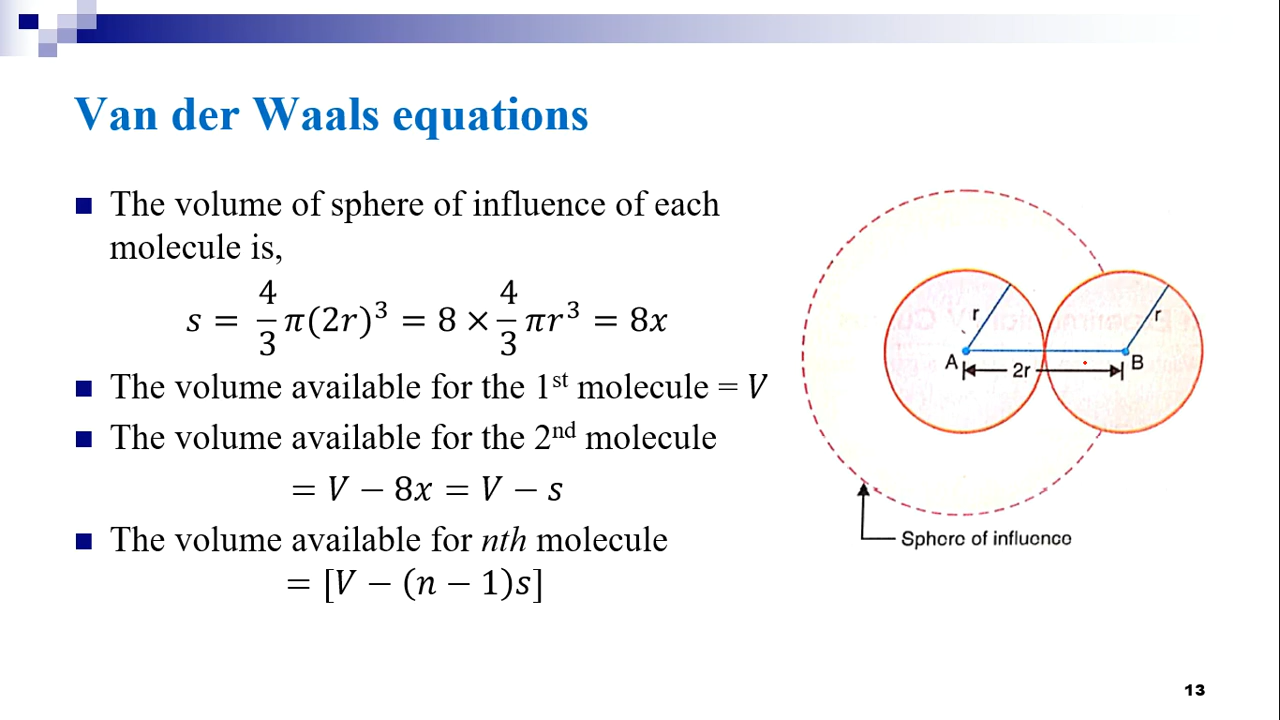 Van der Waals equations
■ The volume of sphere of influence of each
molecule is,
s = 4/3 π(2r)³ = 8 × 4/3 πr³ = 8x
■ The volume available for the 1st molecule = V
■ The volume available for the 2nd molecule
= V − 8x = V − s
■ The volume available for nth molecule
= [V − (n − 1)s]
r
r
A
2r
B
Sphere of influence
13